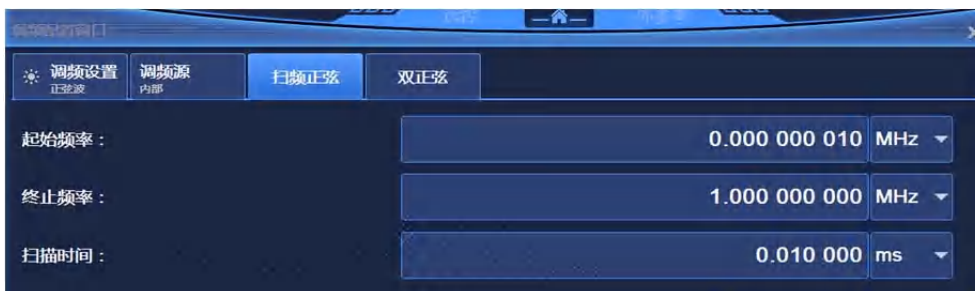 调频设置 调频源 扫频正弦 双正弦
正弦波 内部
起始频率： 0.000 000 010 MHz
终止频率： 1.000 000 000 MHz
扫描时间： 0.010 000 ms